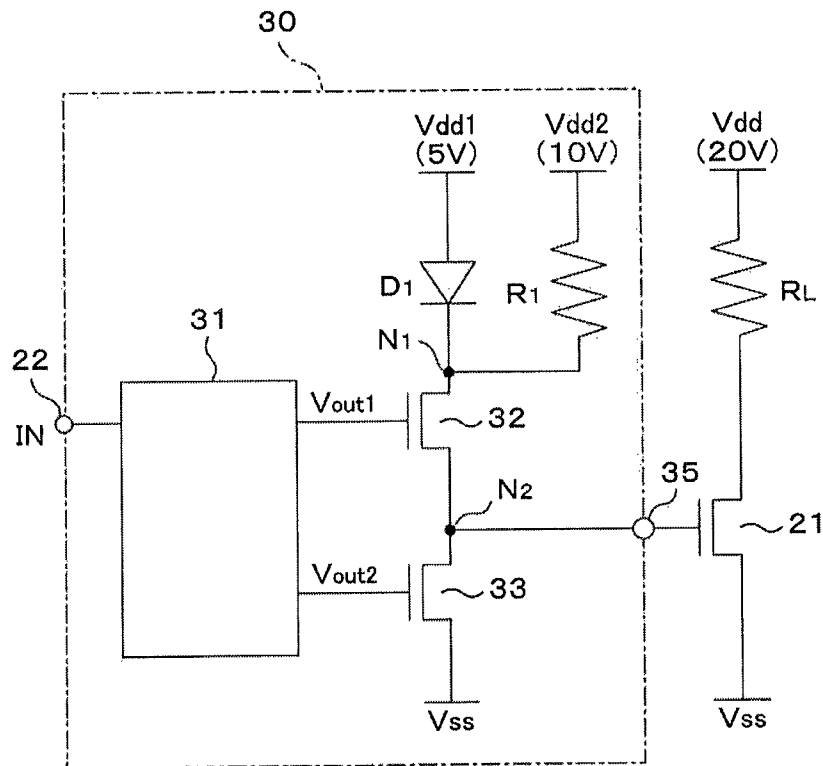 30
Vdd1
(5V)
Vdd2
(10V)
Vdd
(20V)
D1
R1
RL
31
N1
22
IN
Vout1
32
N2
35
21
Vout2
33
Vss
Vss